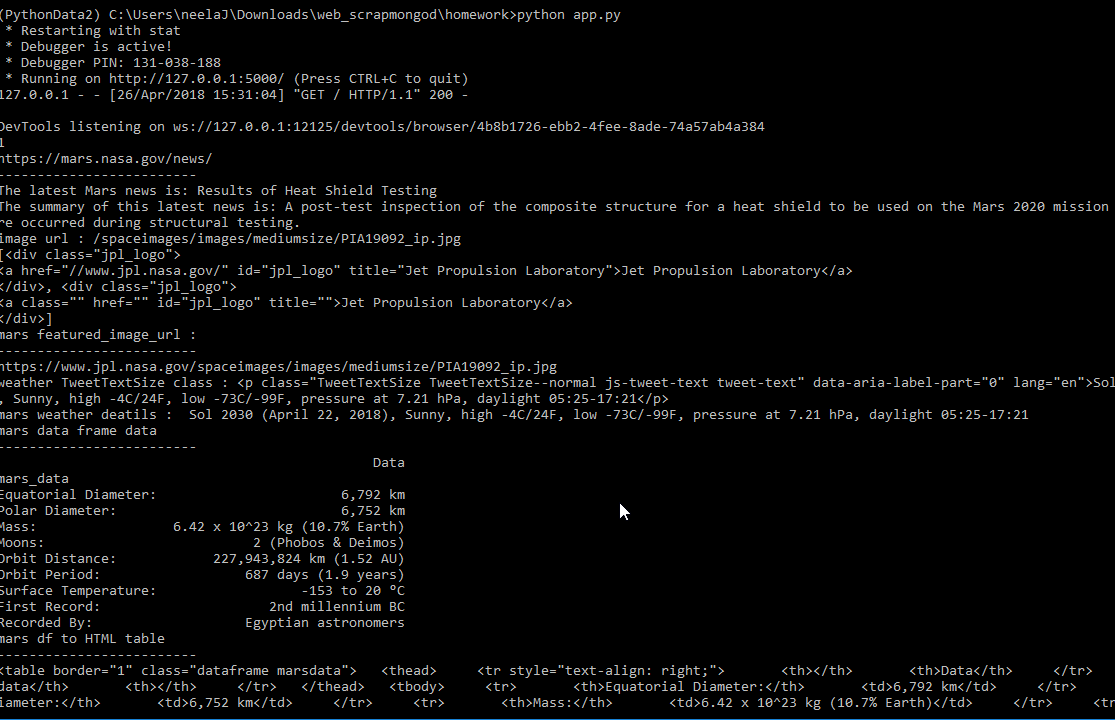 (PythonData2) C:\Users\neelaJ\Downloads\web_scrapmongod\homework>python app.py
 * Restarting with stat
 * Debugger is active!
 * Debugger PIN: 131-038-188
 * Running on http://127.0.0.1:5000/ (Press CTRL+C to quit)
127.0.0.1 - - [26/Apr/2018 15:31:04] "GET / HTTP/1.1" 200 -
DevTools listening on ws://127.0.0.1:12125/devtools/browser/4b8b1726-ebb2-4fee-8ade-74a57ab4a384
l
https://mars.nasa.gov/news/
-------------------------
The latest Mars news is: Results of Heat Shield Testing
The summary of this latest news is: A post-test inspection of the composite structure for a heat shield to be used on the Mars 2020 mission
re occurred during structural testing.
image url : /spaceimages/images/mediumsize/PIA19092_ip.jpg
[<div class="jpl_logo">
<a href="//www.jpl.nasa.gov/" id="jpl_logo" title="Jet Propulsion Laboratory">Jet Propulsion Laboratory</a>
</div>, <div class="jpl_logo">
<a class="" href="" id="jpl_logo" title="">Jet Propulsion Laboratory</a>
</div>]
mars featured_image_url :
-------------------------
https://www.jpl.nasa.gov/spaceimages/images/mediumsize/PIA19092_ip.jpg
weather TweetTextSize class : <p class="TweetTextSize TweetTextSize--normal js-tweet-text tweet-text" data-aria-label-part="0" lang="en">Sol
, Sunny, high -4C/24F, low -73C/-99F, pressure at 7.21 hPa, daylight 05:25-17:21</p>
mars weather deatils :  Sol 2030 (April 22, 2018), Sunny, high -4C/24F, low -73C/-99F, pressure at 7.21 hPa, daylight 05:25-17:21
mars data frame data
-------------------------
Data
mars_data
Equatorial Diameter: 6,792 km
Polar Diameter: 6,752 km
Mass: 6.42 x 10^23 kg (10.7% Earth)
Moons: 2 (Phobos & Deimos)
Orbit Distance: 227,943,824 km (1.52 AU)
Orbit Period: 687 days (1.9 years)
Surface Temperature: -153 to 20 °C
First Record: 2nd millennium BC
Recorded By: Egyptian astronomers
mars df to HTML table
-------------------------
<table border="1" class="dataframe marsdata">   <thead>     <tr style="text-align: right;">       <th></th>       <th>Data</th>     </tr>
data</th>       <th></th>     </tr>   </thead>   <tbody>     <tr>       <th>Equatorial Diameter:</th>       <td>6,792 km</td>     </tr>
iameter:</th>       <td>6,752 km</td>     </tr>     <tr>       <th>Mass:</th>       <td>6.42 x 10^23 kg (10.7% Earth)</td>     </tr>     <tr